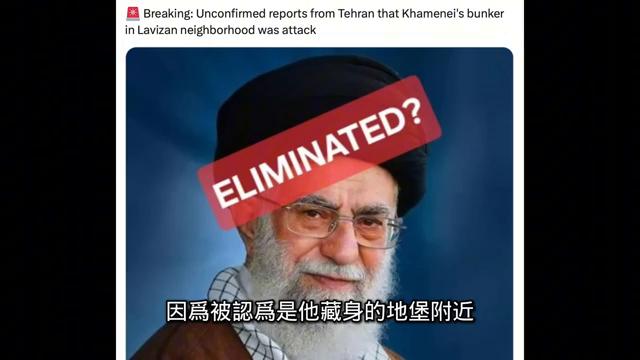 🚨 Breaking: Unconfirmed reports from Tehran that Khamenei's bunker
in Lavizan neighborhood was attack
ELIMINATED?
因爲被認爲是他藏身的地堡附近